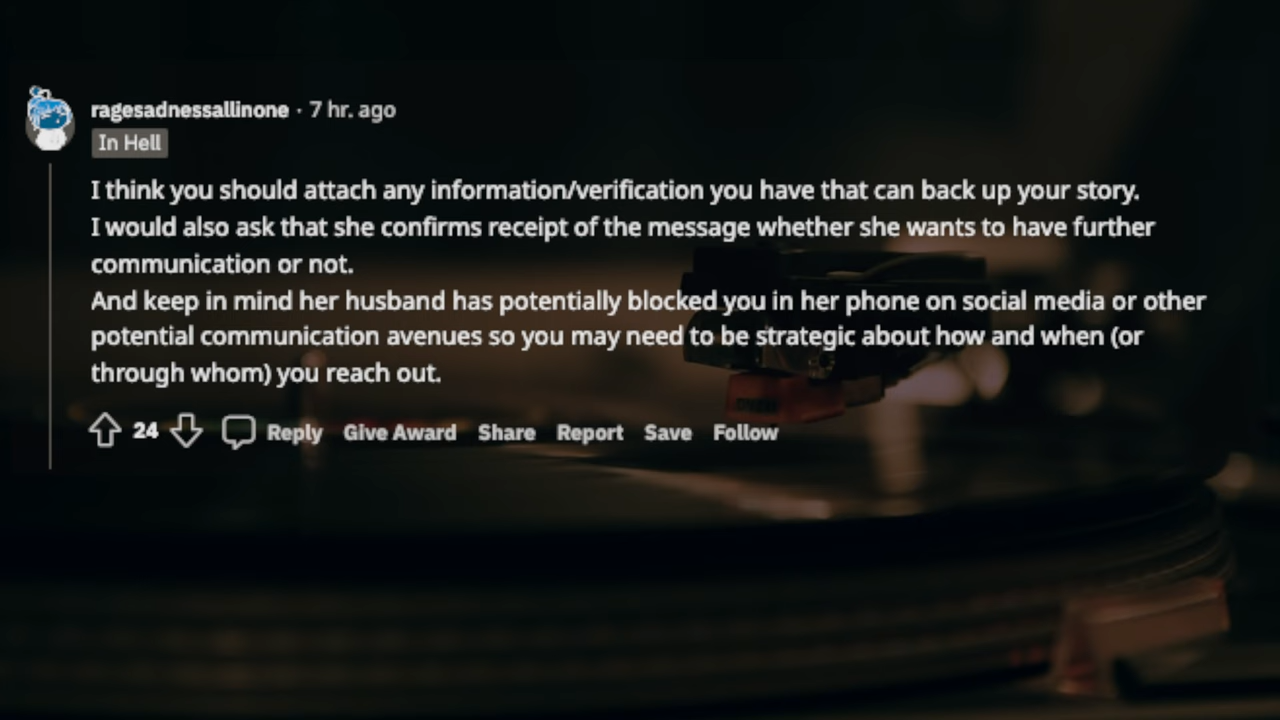 ragesadnessallinone · 7 hr. ago
In Hell
I think you should attach any information/verification you have that can back up your story.
I would also ask that she confirms receipt of the message whether she wants to have further
communication or not.
And keep in mind her husband has potentially blocked you in her phone on social media or other
potential communication avenues so you may need to be strategic about how and when (or
through whom) you reach out.
24 Reply Give Award Share Report Save Follow